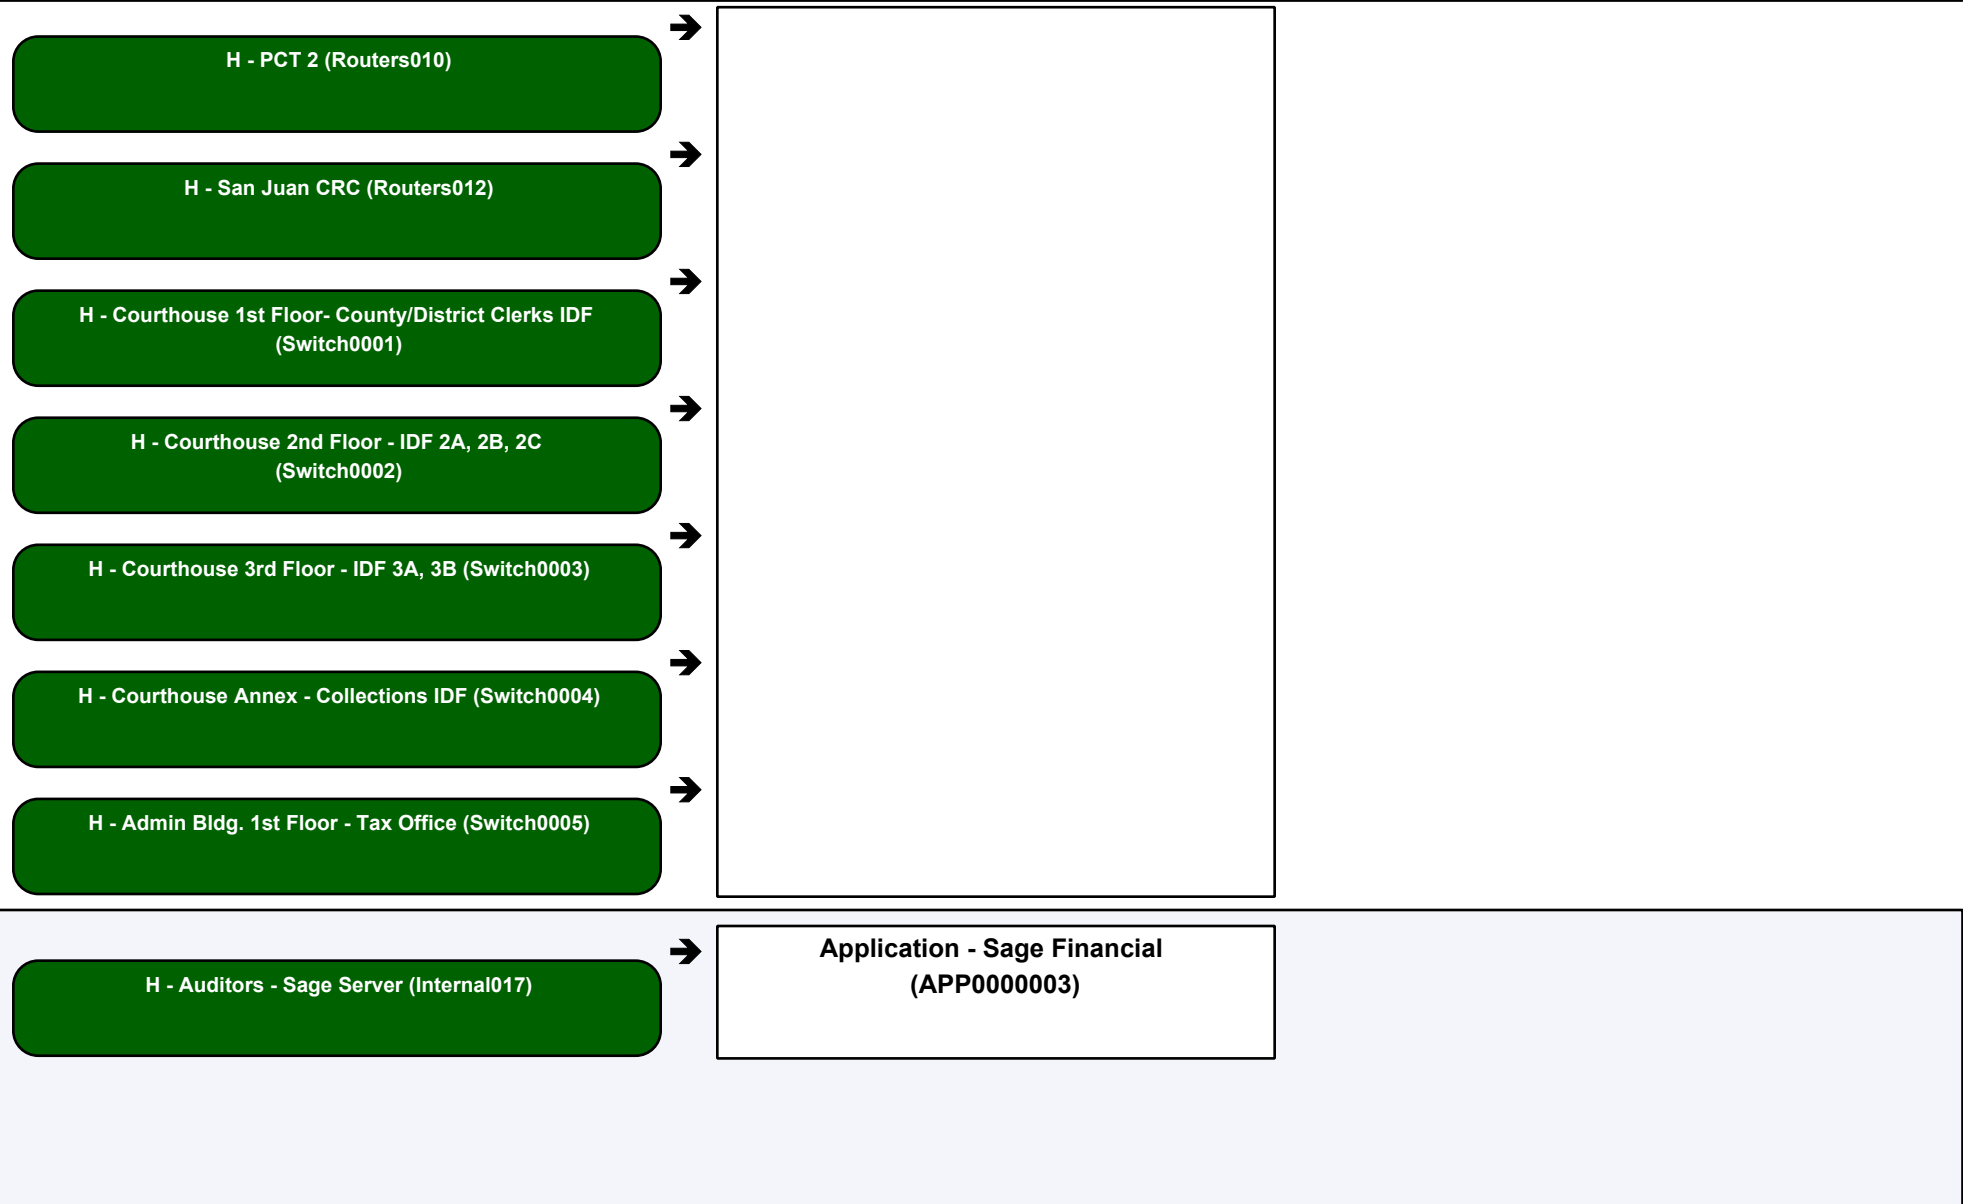 H - PCT 2 (Routers010)
H - San Juan CRC (Routers012)
H - Courthouse 1st Floor- County/District Clerks IDF
(Switch0001)
H - Courthouse 2nd Floor - IDF 2A, 2B, 2C
(Switch0002)
H - Courthouse 3rd Floor - IDF 3A, 3B (Switch0003)
H - Courthouse Annex - Collections IDF (Switch0004)
H - Admin Bldg. 1st Floor - Tax Office (Switch0005)
H - Auditors - Sage Server (Internal017)
Application - Sage Financial
(APP0000003)